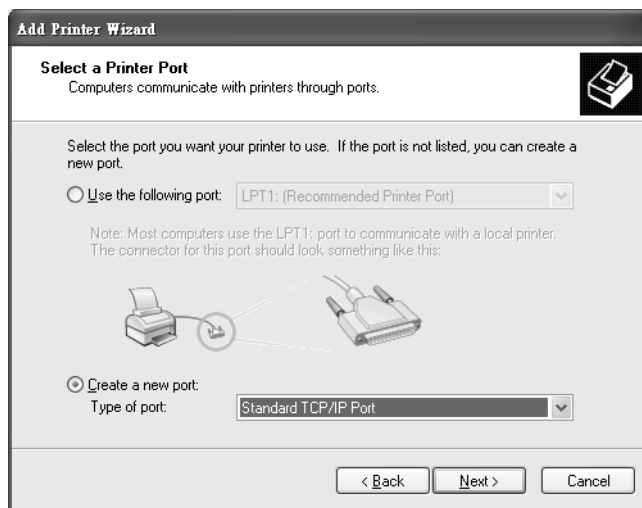 Add Printer Wizard
Select a Printer Port
Computers communicate with printers through ports.
Select the port you want your printer to use. If the port is not listed, you can create a
new port.
Use the following port:
LPT1: (Recommended Printer Port)
Note: Most computers use the LPT1: port to communicate with a local printer.
The connector for this port should look something like this:
Create a new port:
Type of port:
Standard TCP/IP Port
< Back
Next >
Cancel